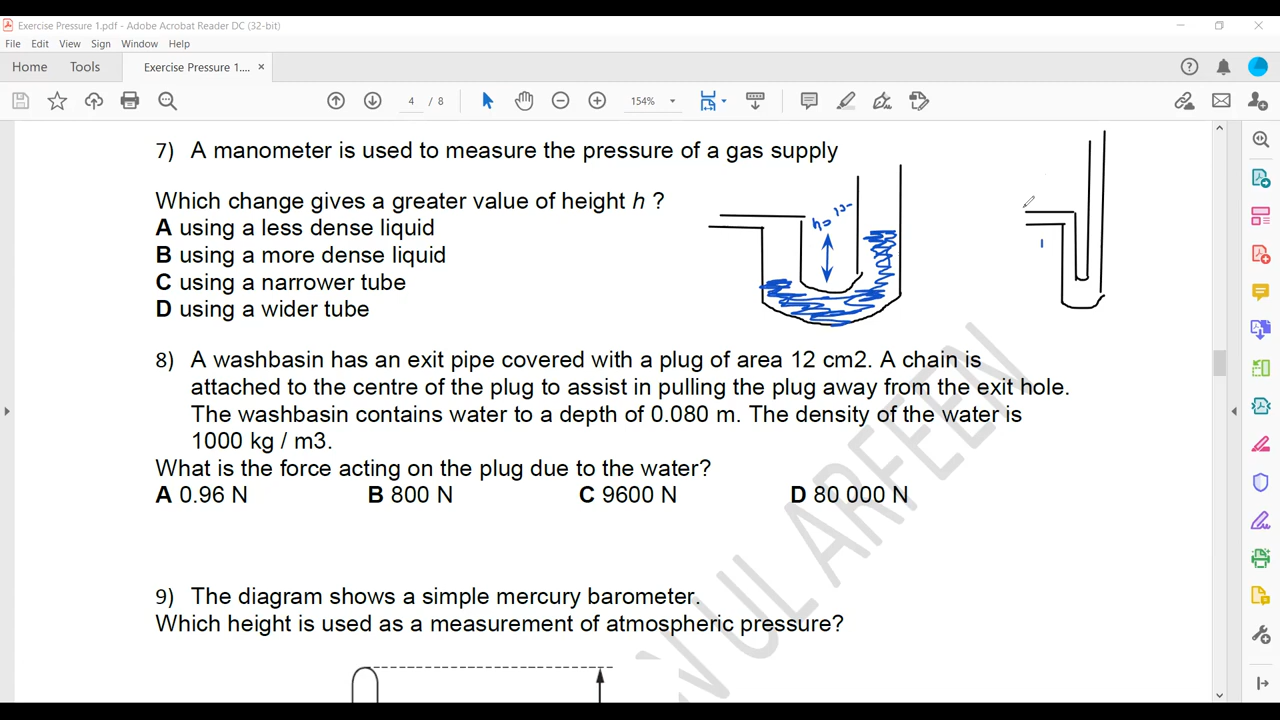 Exercise Pressure 1.pdf - Adobe Acrobat Reader DC (32-bit)
File Edit View Sign Window Help
Home Tools Exercise Pressure 1.... ×
4 / 8 154%
7) A manometer is used to measure the pressure of a gas supply
Which change gives a greater value of height h ?
A using a less dense liquid
B using a more dense liquid
C using a narrower tube
D using a wider tube
h=
8) A washbasin has an exit pipe covered with a plug of area 12 cm2. A chain is
attached to the centre of the plug to assist in pulling the plug away from the exit hole.
The washbasin contains water to a depth of 0.080 m. The density of the water is
1000 kg / m3.
What is the force acting on the plug due to the water?
A 0.96 N B 800 N C 9600 N D 80 000 N
9) The diagram shows a simple mercury barometer.
Which height is used as a measurement of atmospheric pressure?
N UL ARFEEN